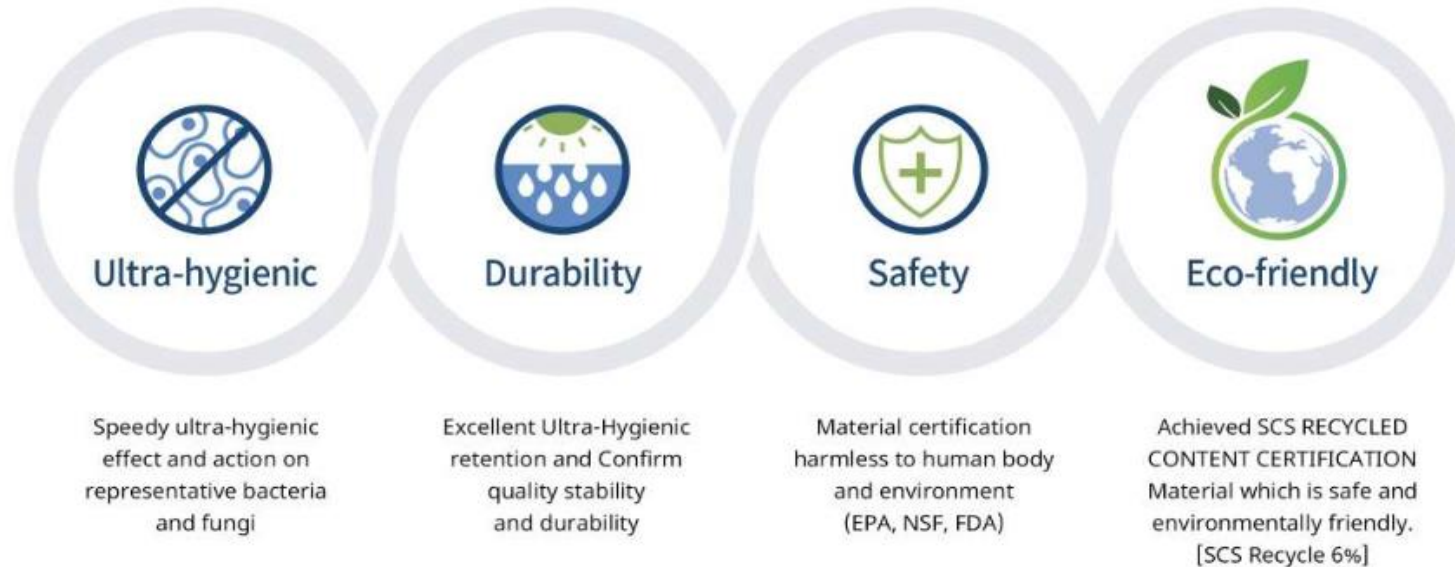 Ultra-hygienic
Speedy ultra-hygienic
effect and action on
representative bacteria
and fungi
Durability
Excellent Ultra-Hygienic
retention and Confirm
quality stability
and durability
Safety
Material certification
harmless to human body
and environment
(EPA, NSF, FDA)
Eco-friendly
Achieved SCS RECYCLED
CONTENT CERTIFICATION
Material which is safe and
environmentally friendly.
[SCS Recycle 6%]